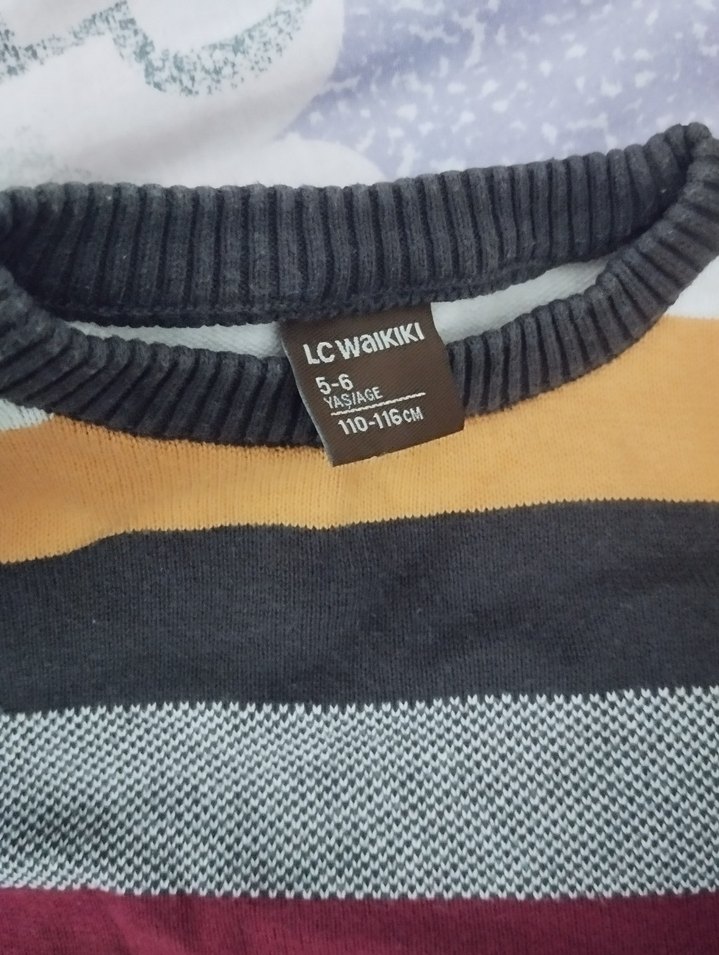 LC WAIKIKI
5-6
YAŞ/AGE
110-116CM